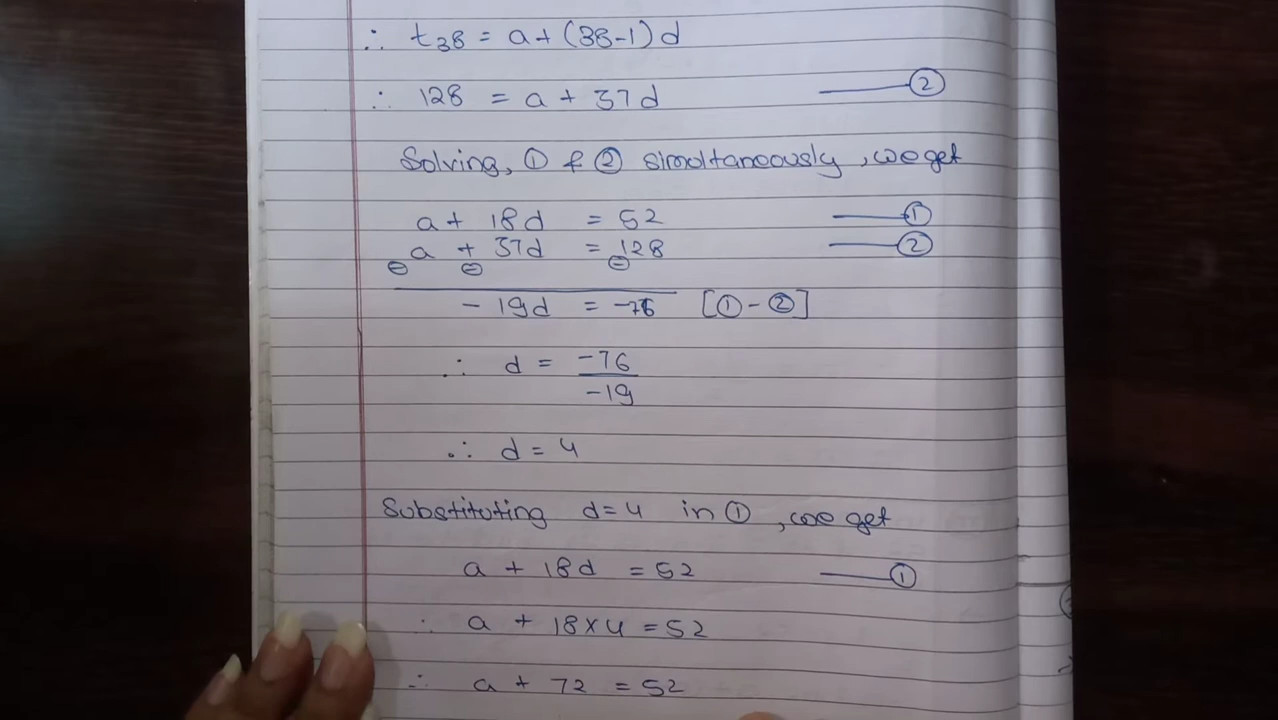 ∴ t38 = a + (38-1) d
∴ 128 = a + 37d ②
Solving, ① & ② simultaneously, we get
a + 18d = 52 ①
a + 37d = 128 ②
⊖ ⊖ ⊖
- 19d = -76 [① - ②]
∴ d = -76/-19
∴ d = 4
Substituting d=4 in ①, we get
a + 18d = 52 ①
∴ a + 18×4 = 52
∴ a + 72 = 52